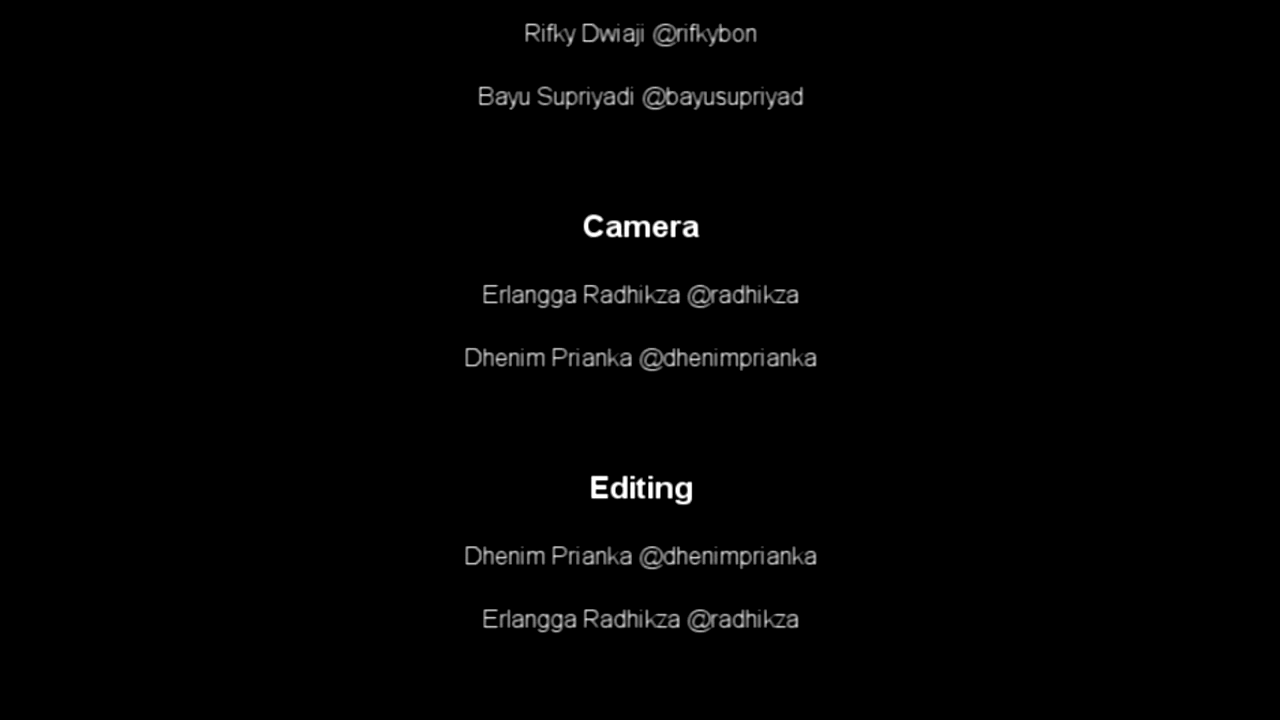 Rifky Dwiaji @rifkybon
Bayu Supriyadi @bayusupriyad
Camera
Erlangga Radhikza @radhikza
Dhenim Prianka @dhenimprianka
Editing
Dhenim Prianka @dhenimprianka
Erlangga Radhikza @radhikza